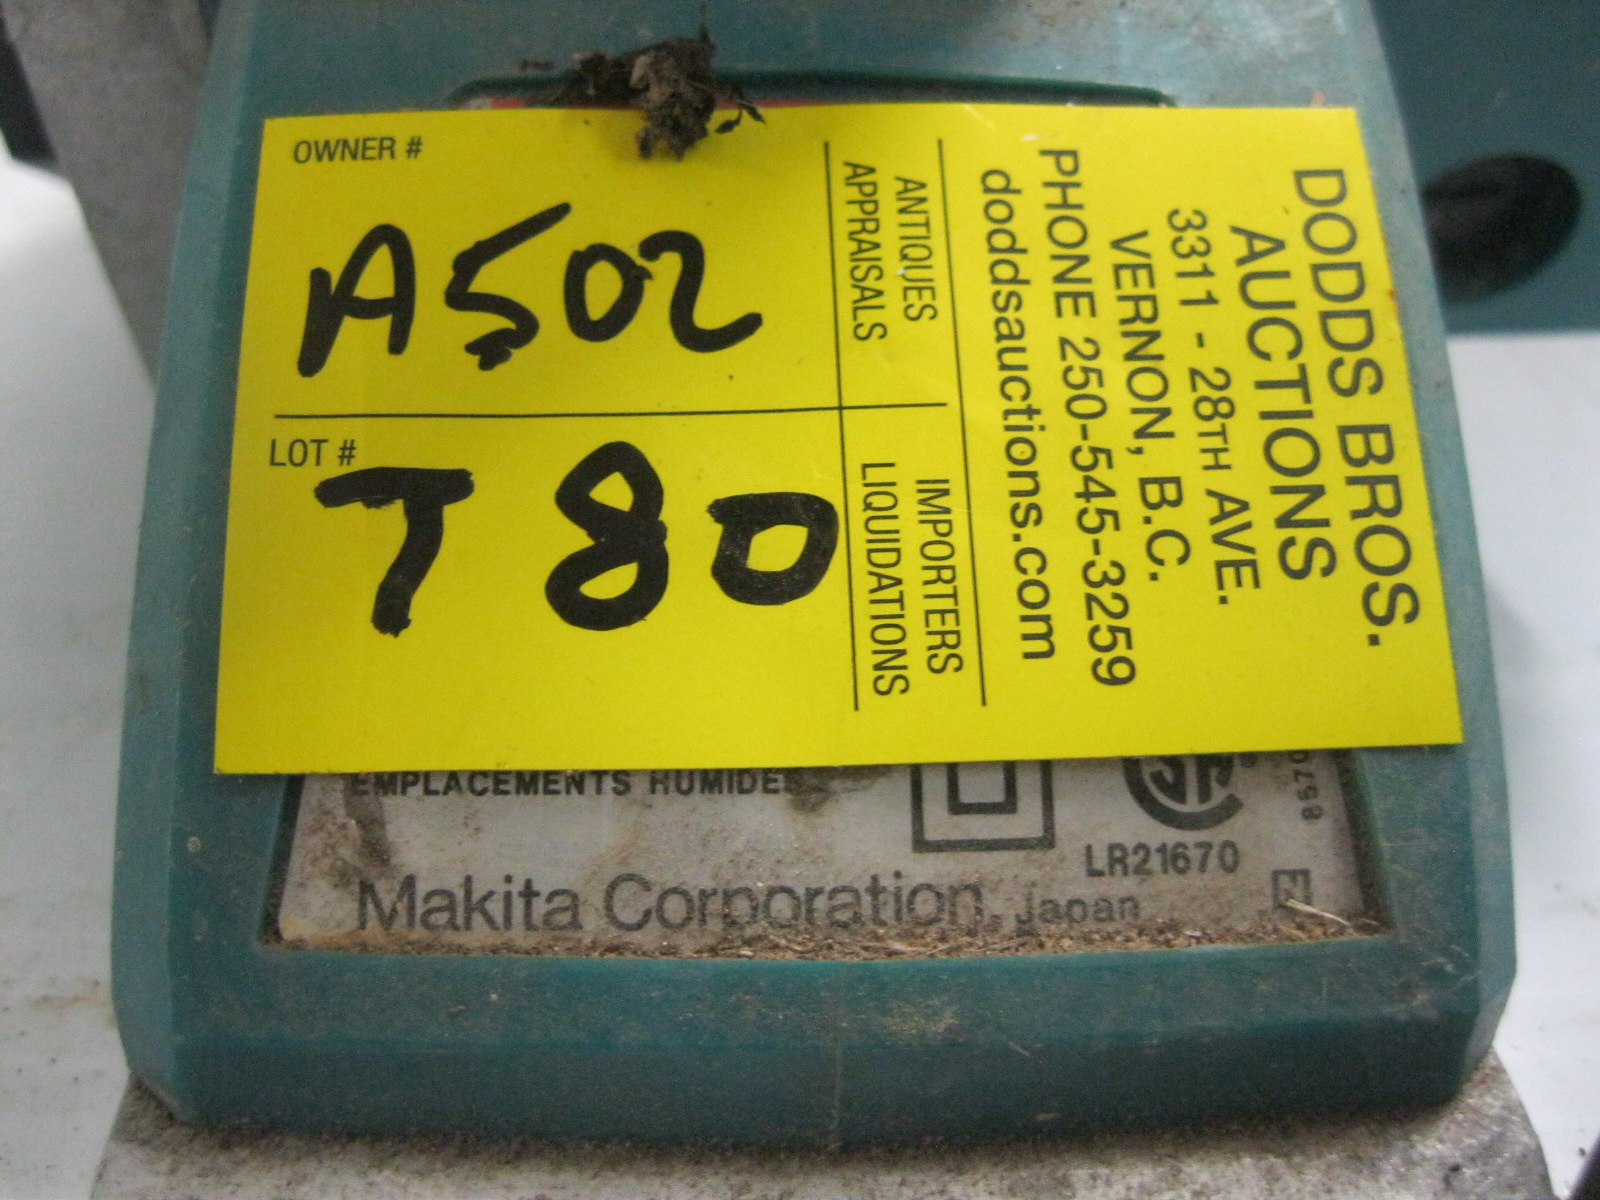 OWNER #
A502
LOT #
T 80
ANTIQUES
APPRAISALS
IMPORTERS
LIQUIDATIONS
DODDS BROS.
AUCTIONS
3311 - 28TH AVE.
VERNON, B.C.
PHONE 250-545-3259
doddsauctions.com
EMPLACEMENTS HUMIDES
LR21670
Makita Corporation, Japan